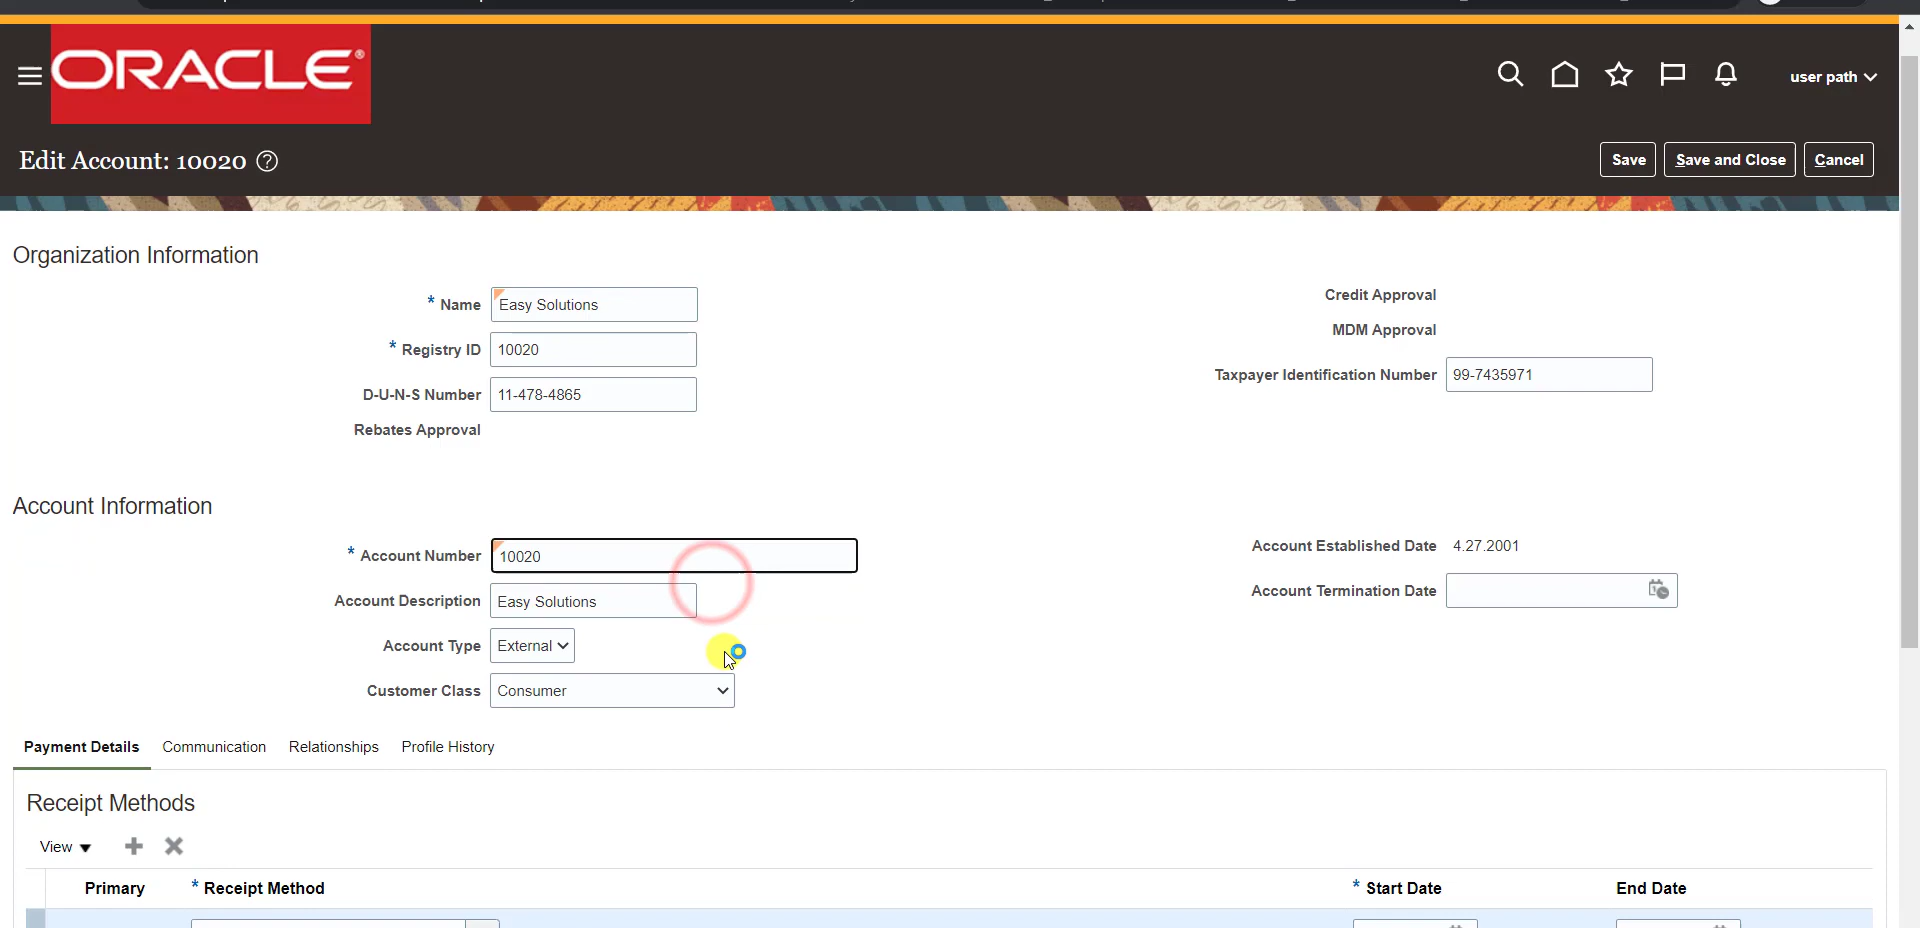 ORACLE®
user path
Edit Account: 10020 ?
Save
Save and Close
Cancel
Organization Information
* Name Easy Solutions
* Registry ID 10020
D-U-N-S Number 11-478-4865
Rebates Approval
Credit Approval
MDM Approval
Taxpayer Identification Number 99-7435971
Account Information
* Account Number 10020
Account Description Easy Solutions
Account Type External
Customer Class Consumer
Account Established Date 4.27.2001
Account Termination Date
Payment Details Communication Relationships Profile History
Receipt Methods
View
Primary * Receipt Method * Start Date End Date